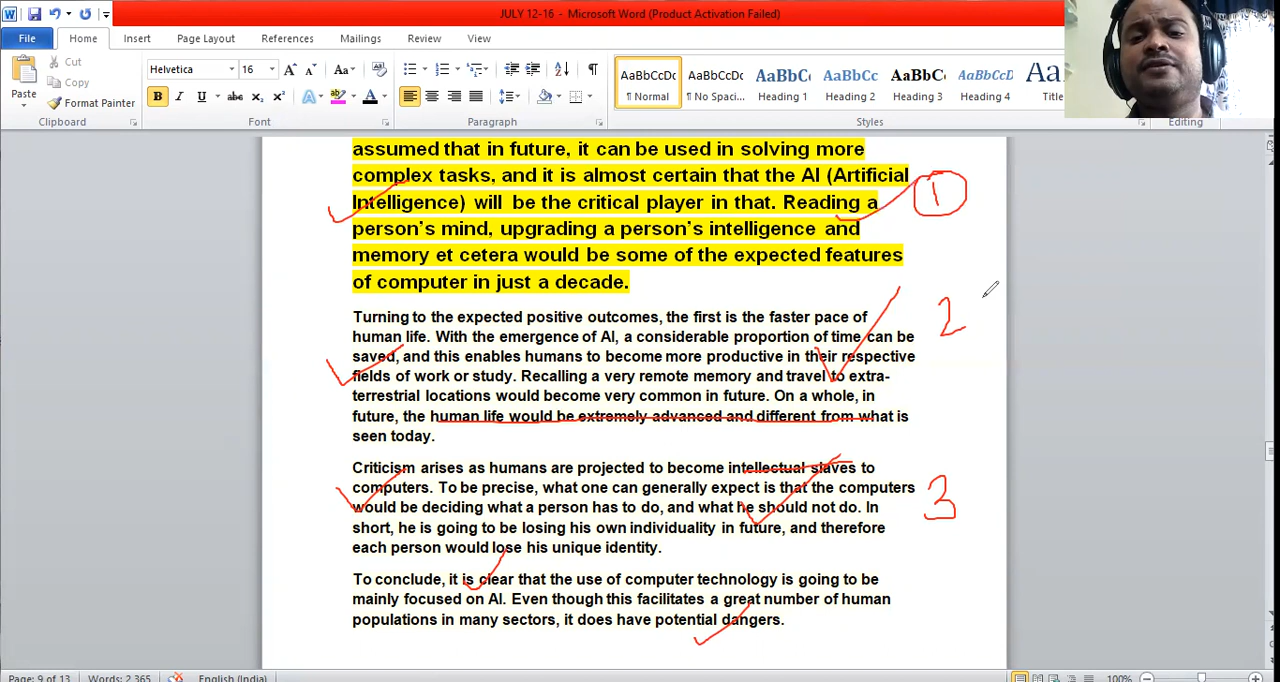 JULY 12-16 - Microsoft Word (Product Activation Failed)
File Home Insert Page Layout References Mailings Review View
Paste
Cut
Copy
Format Painter
Clipboard
Helvetica 16
Font
Paragraph
AaBbCcDc AaBbCcDc AaBbCc AaBbCc AaBbCc AaBbCcD Aa
¶ Normal ¶ No Spaci... Heading 1 Heading 2 Heading 3 Heading 4 Title
Styles
Editing
assumed that in future, it can be used in solving more
complex tasks, and it is almost certain that the AI (Artificial
Intelligence) will be the critical player in that. Reading a
person's mind, upgrading a person's intelligence and
memory et cetera would be some of the expected features
of computer in just a decade.
1
Turning to the expected positive outcomes, the first is the faster pace of
human life. With the emergence of AI, a considerable proportion of time can be
saved, and this enables humans to become more productive in their respective
fields of work or study. Recalling a very remote memory and travel to extra-
terrestrial locations would become very common in future. On a whole, in
future, the human life would be extremely advanced and different from what is
seen today.
2
Criticism arises as humans are projected to become intellectual slaves to
computers. To be precise, what one can generally expect is that the computers
would be deciding what a person has to do, and what he should not do. In
short, he is going to be losing his own individuality in future, and therefore
each person would lose his unique identity.
3
To conclude, it is clear that the use of computer technology is going to be
mainly focused on AI. Even though this facilitates a great number of human
populations in many sectors, it does have potential dangers.
Page: 9 of 13 Words: 2,365 English (India) 100%